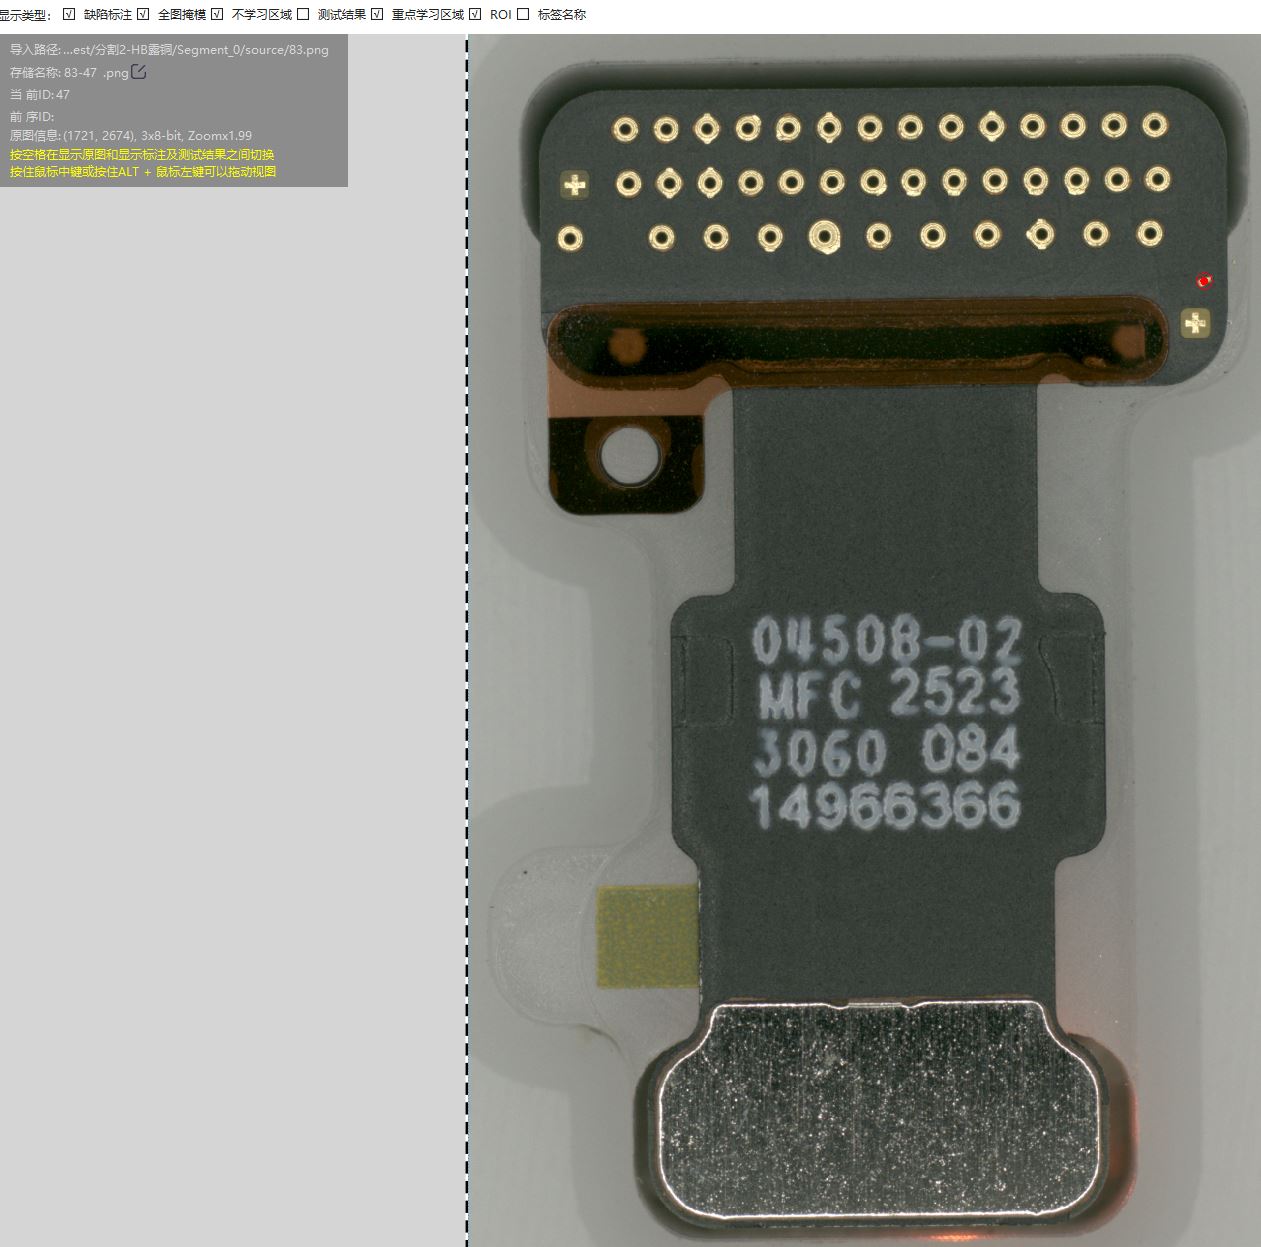 显示类型： 缺陷标注 全图掩模 不学习区域 测试结果 重点学习区域 ROI 标签名称
导入路径: ...est/分割2-HB露铜/Segment_0/source/83.png
存储名称: 83-47 .png
当 前ID: 47
前 序ID:
原图信息: (1721, 2674), 3x8-bit, Zoomx1.99
按空格在显示原图和显示标注及测试结果之间切换
按住鼠标中键或按住ALT + 鼠标左键可以拖动视图
04508-02
MFC 2523
3060 084
14966366